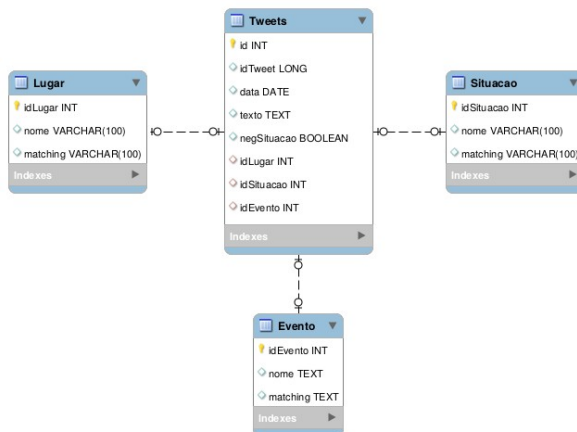 Tweets
id INT
idTweet LONG
data DATE
texto TEXT
negSituacao BOOLEAN
idLugar INT
idSituacao INT
idEvento INT
Indexes
Lugar
idLugar INT
nome VARCHAR(100)
matching VARCHAR(100)
Indexes
Situacao
idSituacao INT
nome VARCHAR(100)
matching VARCHAR(100)
Indexes
Evento
idEvento INT
nome TEXT
matching TEXT
Indexes